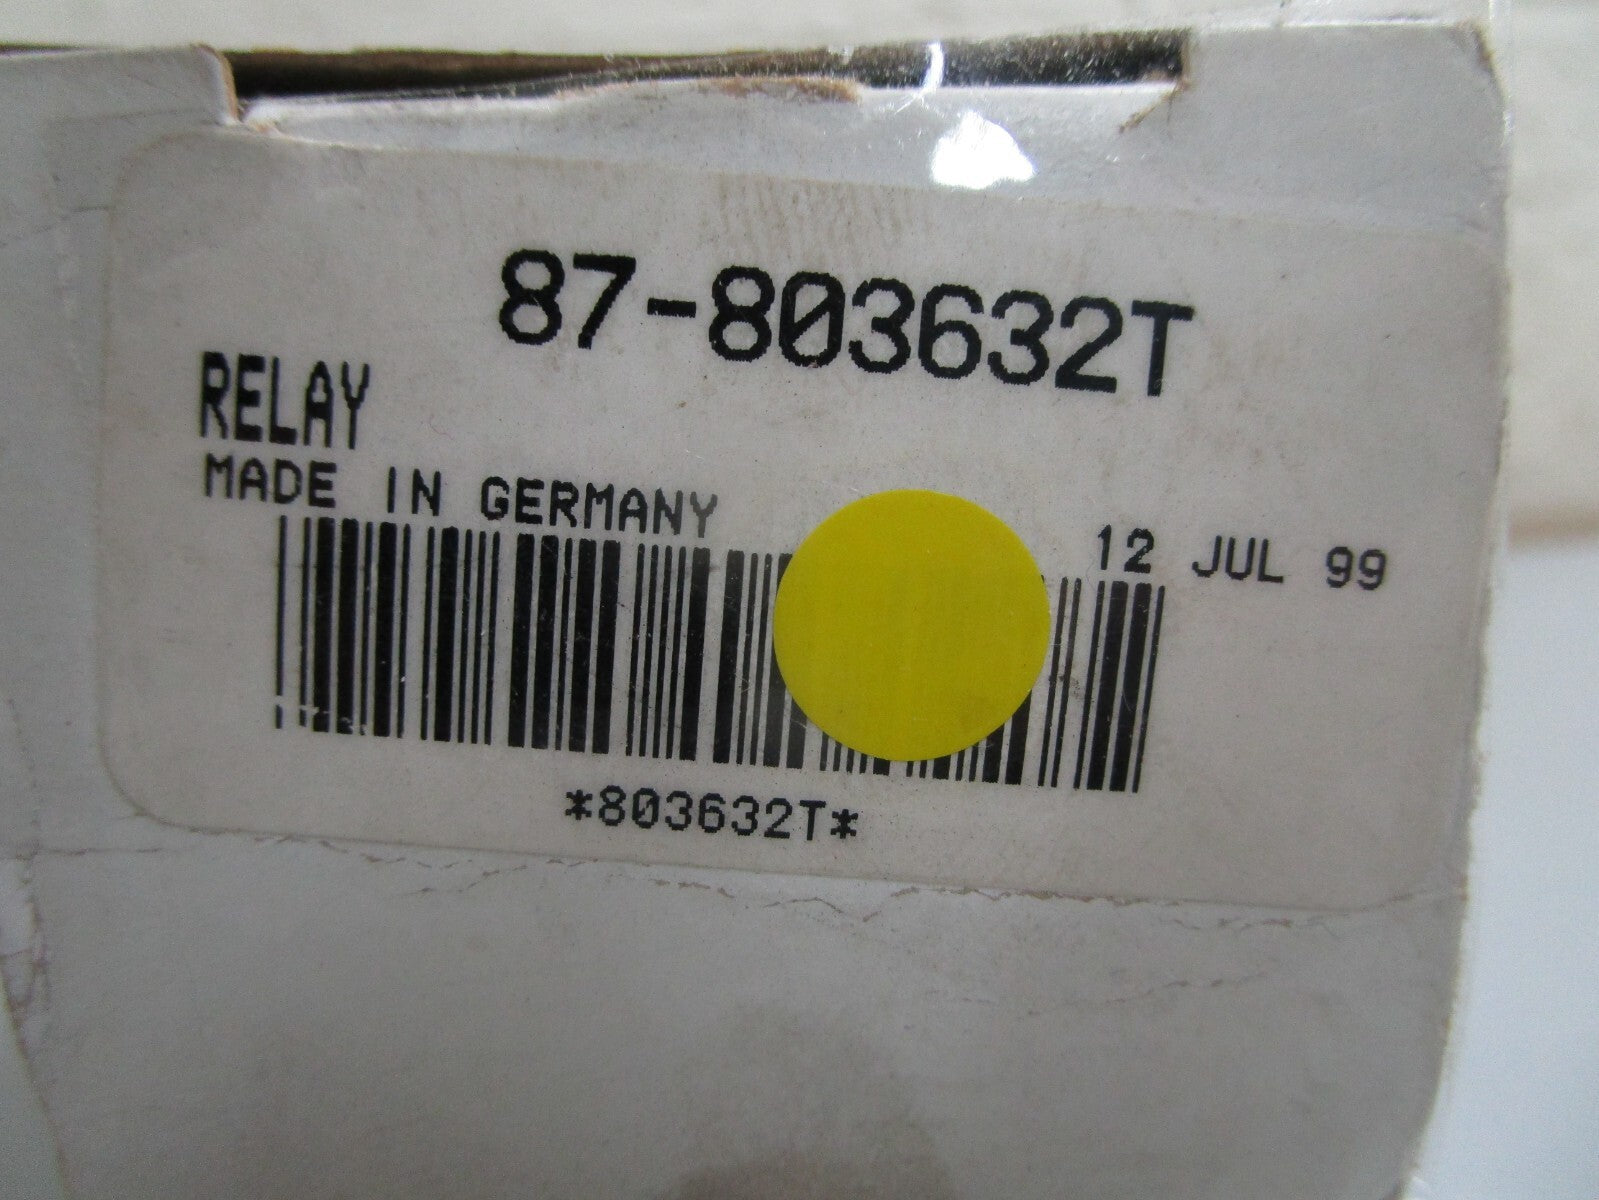 87-803632T
RELAY
MADE IN GERMANY
12 JUL 99
*803632T*